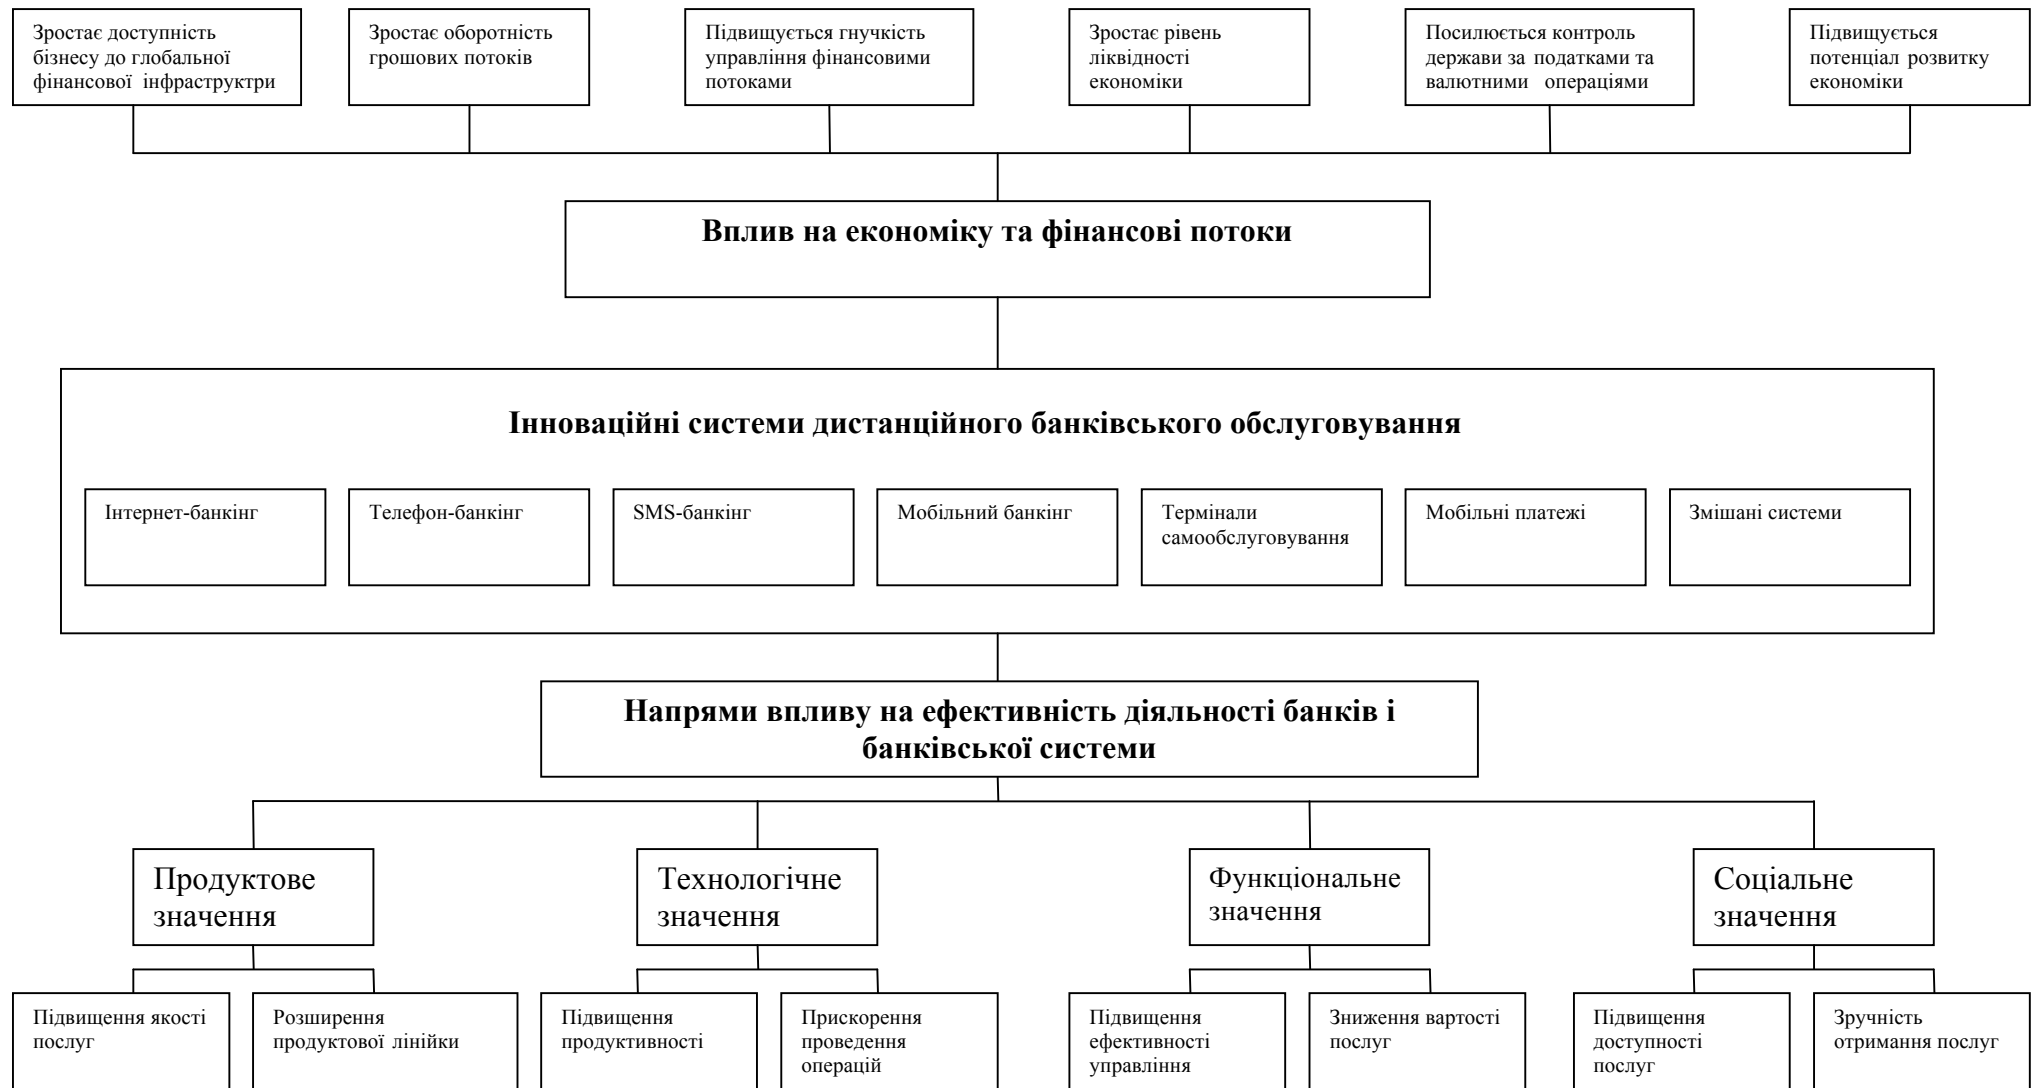 Зростає доступність
бізнесу до глобальної
фінансової інфраструктри
Зростає оборотність
грошових потоків
Підвищується гнучкість
управління фінансовими
потоками
Зростає рівень
ліквідності
економіки
Посилюється контроль
держави за податками та
валютними операціями
Підвищується
потенціал розвитку
економіки
Вплив на економіку та фінансові потоки
Інноваційні системи дистанційного банківського обслуговування
Інтернет-банкінг
Телефон-банкінг
SMS-банкінг
Мобільний банкінг
Термінали
самообслуговування
Мобільні платежі
Змішані системи
Напрями впливу на ефективність діяльності банків і
банківської системи
Продуктове
значення
Технологічне
значення
Функціональне
значення
Соціальне
значення
Підвищення якості
послуг
Розширення
продуктової лінійки
Підвищення
продуктивності
Прискорення
проведення
операцій
Підвищення
ефективності
управління
Зниження вартості
послуг
Підвищення
доступності
послуг
Зручність
отримання послуг